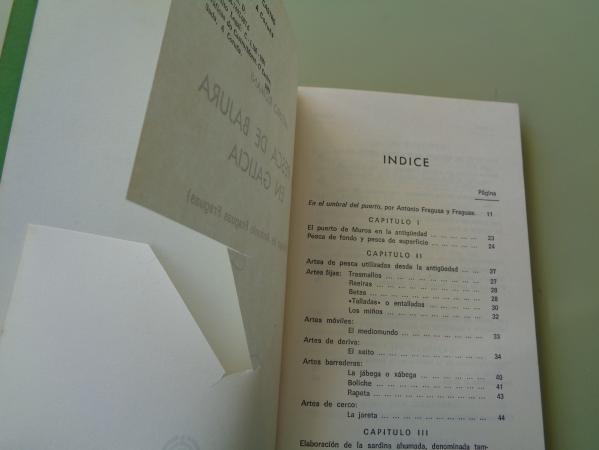 PESCA DE BAJURA
EN GALICIA
INDICE
Página
En el umbral del puerto, por Antonio Fraguas y Fraguas. 11
CAPITULO I
El puerto de Muros en la antigüedad ... 23
Pesca de fondo y pesca de superficie ... 24
CAPITULO II
Artes de pesca utilizados desde la antigüedad ... 27
Artes fijas: Trasmallos ... 27
Raeiras ... 28
Betas ... 28
«Talladas» o entallados ... 30
Los miños ... 32
Artes móviles:
El mediomundo ... 33
Artes de deriva:
El xeito ... 34
Artes barrederas:
La jábega o xábega ... 40
Boliche ... 41
Rapeta ... 43
Artes de cerco:
La jareta ... 44
CAPITULO III
Elaboración de la sardina ahumada, denominada tam-